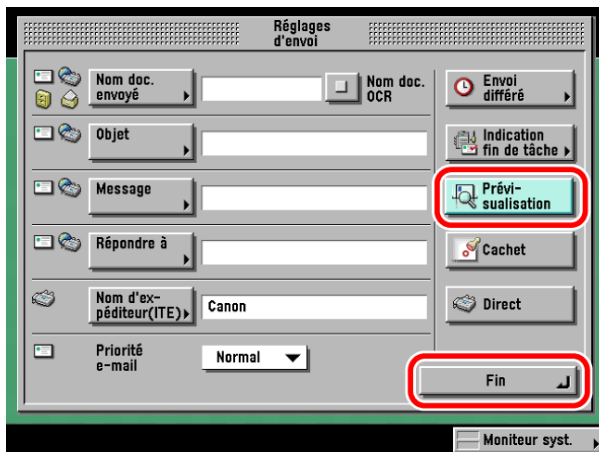 Réglages
d'envoi
Nom doc.
envoyé
Nom doc.
OCR
Envoi
différé
Objet
Indication
fin de tâche
Message
Prévi-
sualisation
Répondre à
Cachet
Nom d'ex-
péditeur(ITE)
Canon
Direct
Priorité
e-mail
Normal
Fin
Moniteur syst.